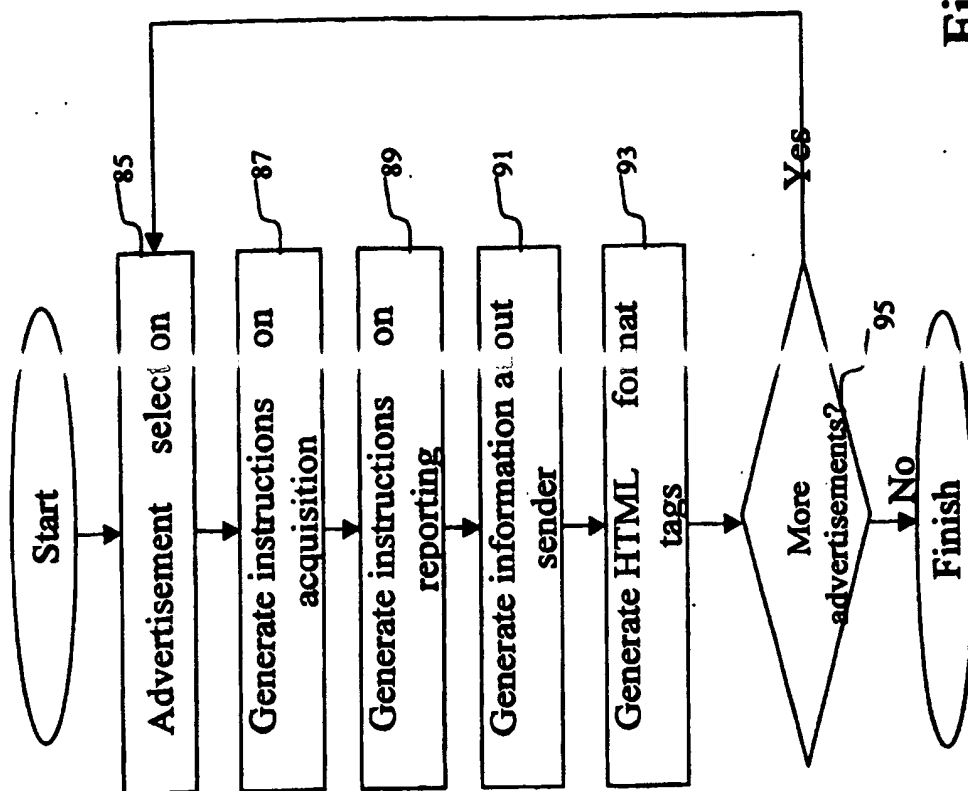 Start
85
Advertisement selection
87
Generate instructions on
acquisition
89
Generate instructions on
reporting
91
Generate information about
sender
93
Generate HTML format
tags
More
advertisements?
95
Yes
No
Finish